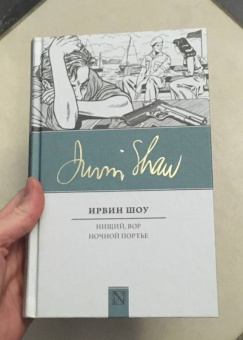 Irwin Shaw
ИРВИН ШОУ
НИЩИЙ, ВОР
НОЧНОЙ ПОРТЬЕ
N